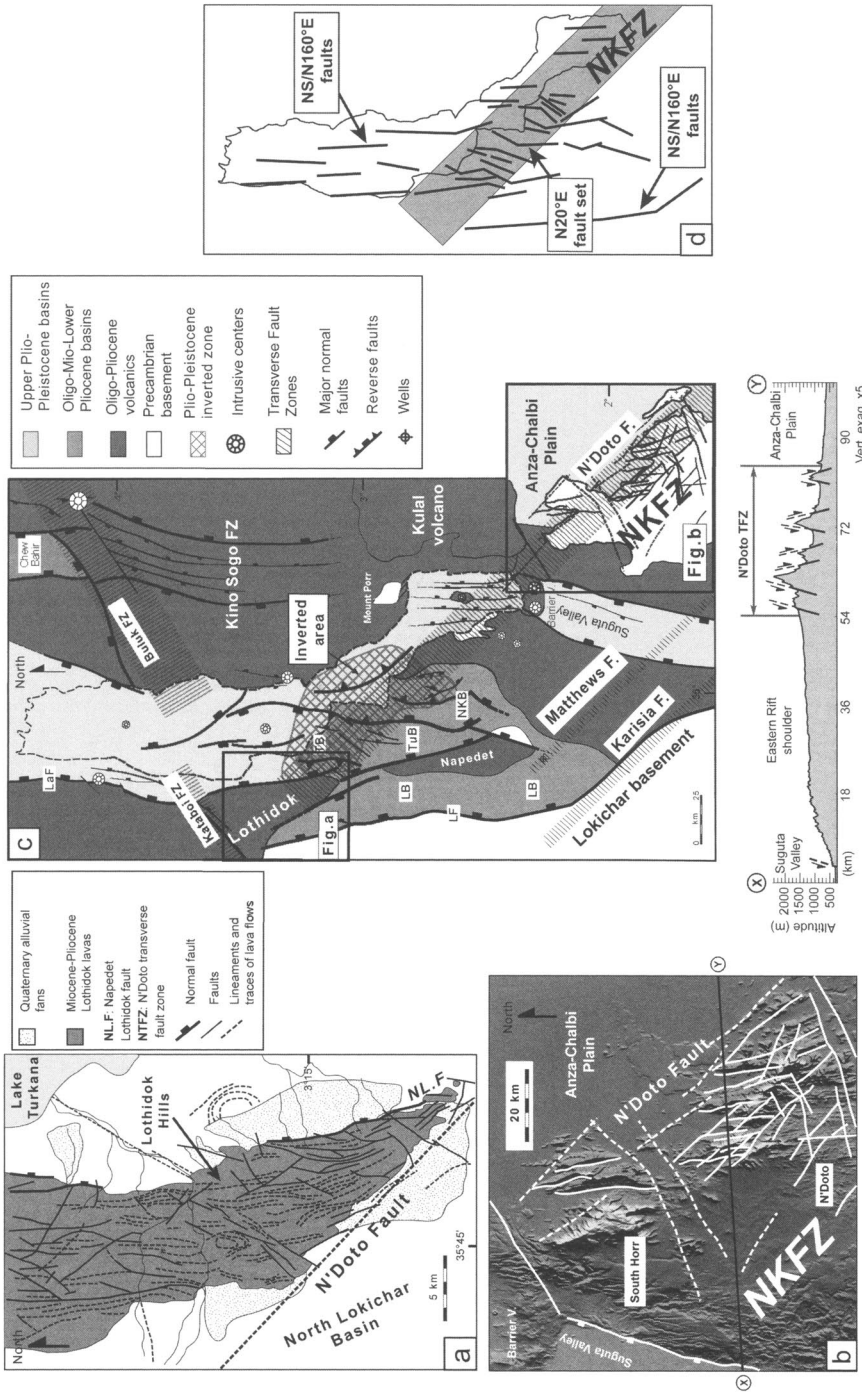 North
Lake
Turkana
Lothidok
Hills
3°15'
NL.F
N'Doto Fault
North Lokichar
Basin
35°45'
5 km
a
Quaternary alluvial
fans
Miocene-Pliocene
Lothidok lavas
NL.F: Napedet
Lothidok fault
NTFZ: N'Doto transverse
fault zone
Normal fault
Faults
Lineaments and
traces of lava flows
b
Barrier V.
Suguta Valley
South Horr
20 km
North
Anza-Chalbi
Plain
N'Doto Fault
NKFZ
N'Doto
X
Y
c
North
Chew
Bahir
LaF
Buluk FZ
Kataboi FZ
Kino Sogo FZ
Lothidok
Fig.a
Inverted
area
Mount Porr
Kulal
volcano
TuB
NKB
LB
LF
LB
Napedet
Barrier
Suguta Valley
Matthews F.
Karisia F.
Lokichar basement
Anza-Chalbi
Plain
N'Doto F.
NKFZ
Fig.b
2°
0 km 25
Upper Plio-
Pleistocene basins
Oligo-Mio-Lower
Pliocene basins
Oligo-Pliocene
volcanics
Precambrian
basement
Plio-Pleistocene
inverted zone
Intrusive centers
Transverse Fault
Zones
Major normal
faults
Reverse faults
Wells
X
Y
Suguta
Valley
Eastern Rift
shoulder
N'Doto TFZ
Anza-Chalbi
Plain
Altitude (m)
2000
1500
1000
500
(km)
18
36
54
72
90
Vert. exag. x5
d
NS/N160°E
faults
N20°E
fault set
NS/N160°E
faults
NKFZ